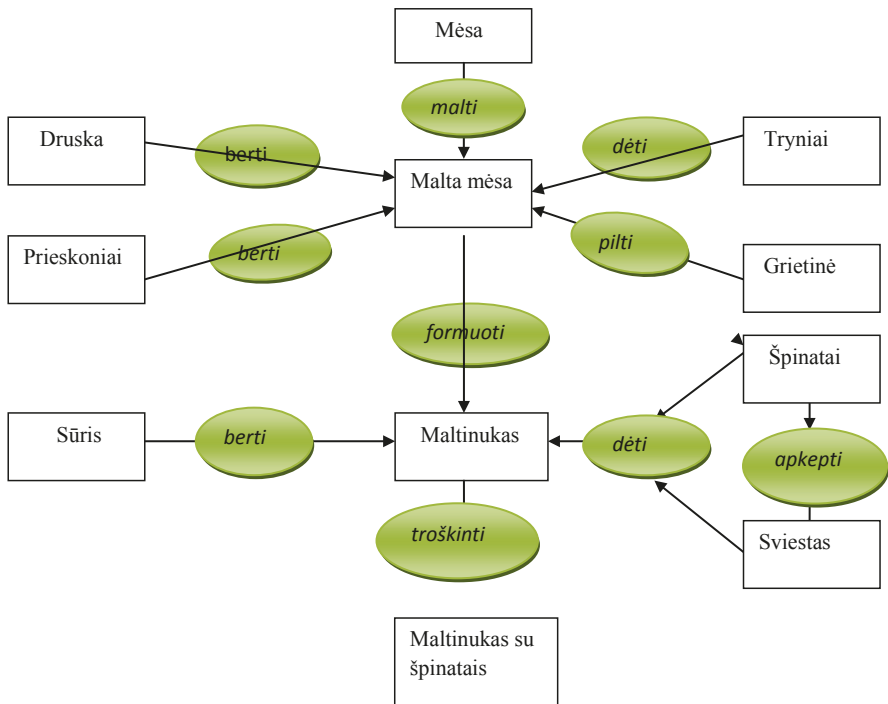 Mėsa
malti
Druska
berti
dėti
Tryniai
Malta mėsa
Prieskoniai
berti
pilti
Grietinė
formuoti
Špinatai
Sūris
berti
Maltinukas
dėti
apkepti
troškinti
Sviestas
Maltinukas su
špinatais